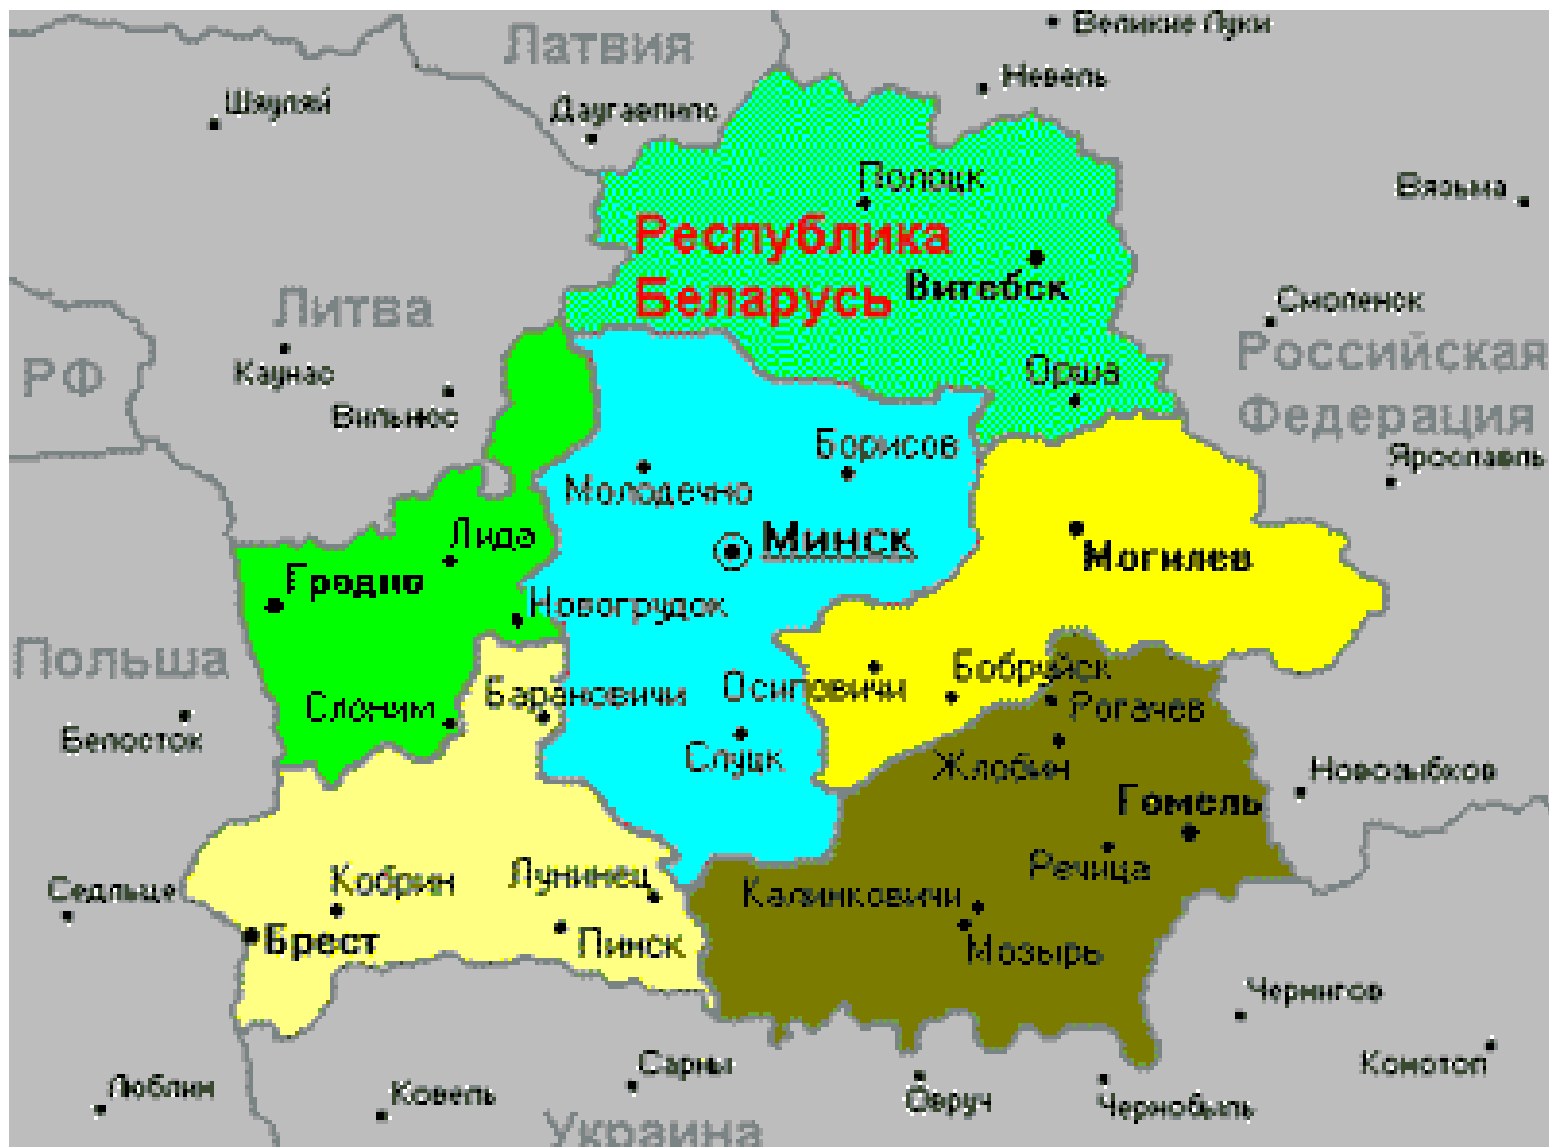 Великие Луки
Латвия
Невель
Шяуляй
Даугавпилс
Полоцк
Вязьма
Республика
Беларусь
Витебск
Литва
Смоленск
Российская
Федерация
РФ
Каунас
Орша
Вильнюс
Борисов
Ярославль
Молодечно
Минск
Лида
Могилев
Гродно
Новогрудок
Польша
Бобруйск
Осиповичи
Барановичи
Слоним
Рогачев
Белосток
Слуцк
Жлобин
Новозыбков
Гомель
Речица
Седльце
Кобрин
Лунинец
Калинковичи
Брест
Пинск
Мозырь
Чернигов
Сарны
Конотоп
Люблин
Ковель
Овруч
Чернобыль
Украина